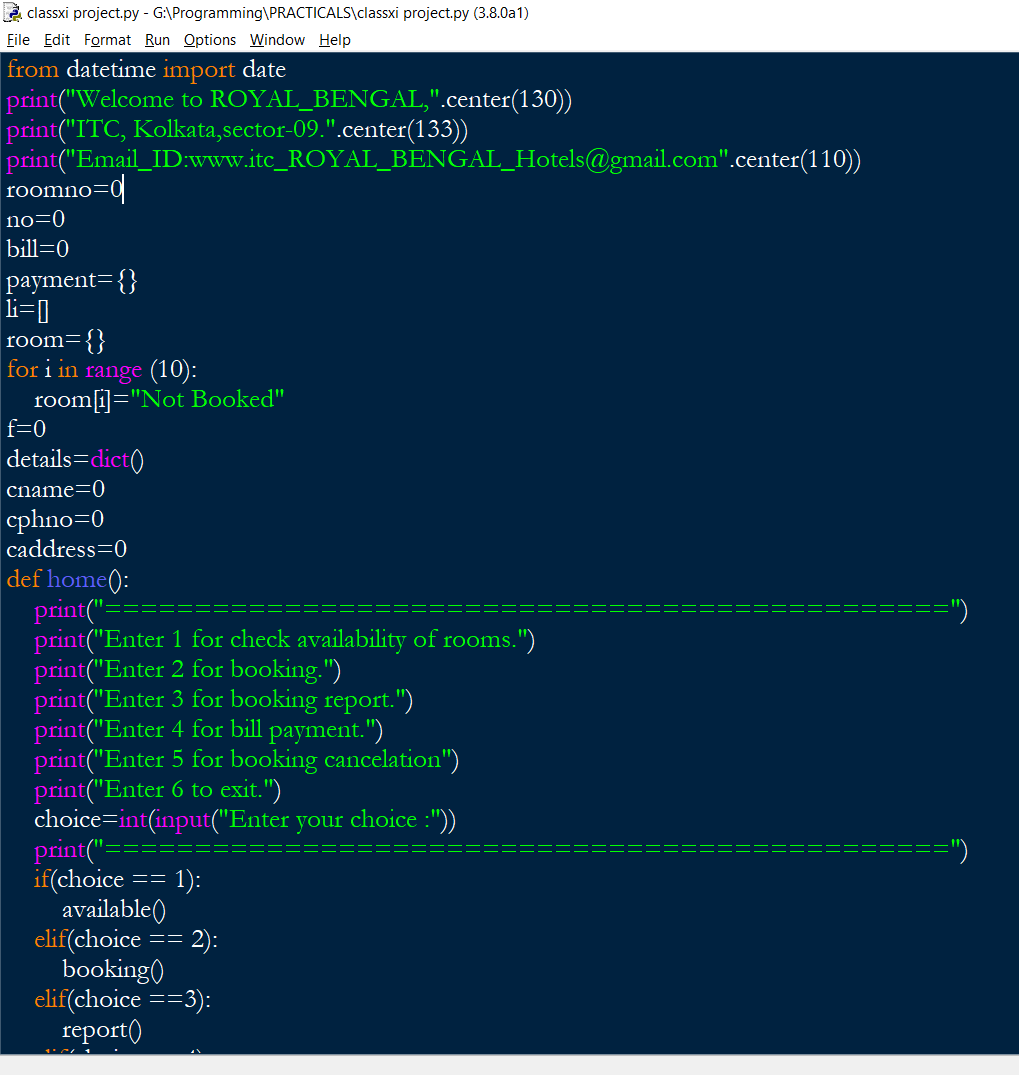 classxi project.py - G:\Programming\PRACTICALS\classxi project.py (3.8.0a1)
File Edit Format Run Options Window Help
from datetime import date
print("Welcome to ROYAL_BENGAL,".center(130))
print("ITC, Kolkata,sector-09.".center(133))
print("Email_ID:www.itc_ROYAL_BENGAL_Hotels@gmail.com".center(110))
roomno=0
no=0
bill=0
payment={}
li=[]
room={}
for i in range (10):
    room[i]="Not Booked"
f=0
details=dict()
cname=0
cphno=0
caddress=0
def home():
    print("===============================================")
    print("Enter 1 for check availability of rooms.")
    print("Enter 2 for booking.")
    print("Enter 3 for booking report.")
    print("Enter 4 for bill payment.")
    print("Enter 5 for booking cancelation")
    print("Enter 6 to exit.")
    choice=int(input("Enter your choice :"))
    print("===============================================")
    if(choice == 1):
        available()
    elif(choice == 2):
        booking()
    elif(choice ==3):
        report()